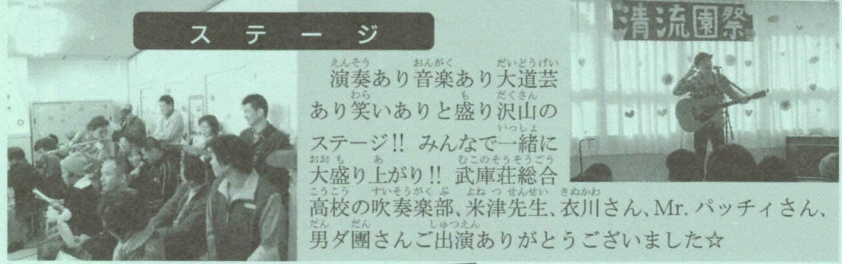 ステージ
清流園祭
演奏あり音楽あり大道芸
あり笑いありと盛り沢山の
ステージ!! みんなで一緒に
大盛り上がり!! 武庫荘総合
高校の吹奏楽部、米津先生、衣川さん、Mr. パッチィさん、
男ダ團さんご出演ありがとうございました☆